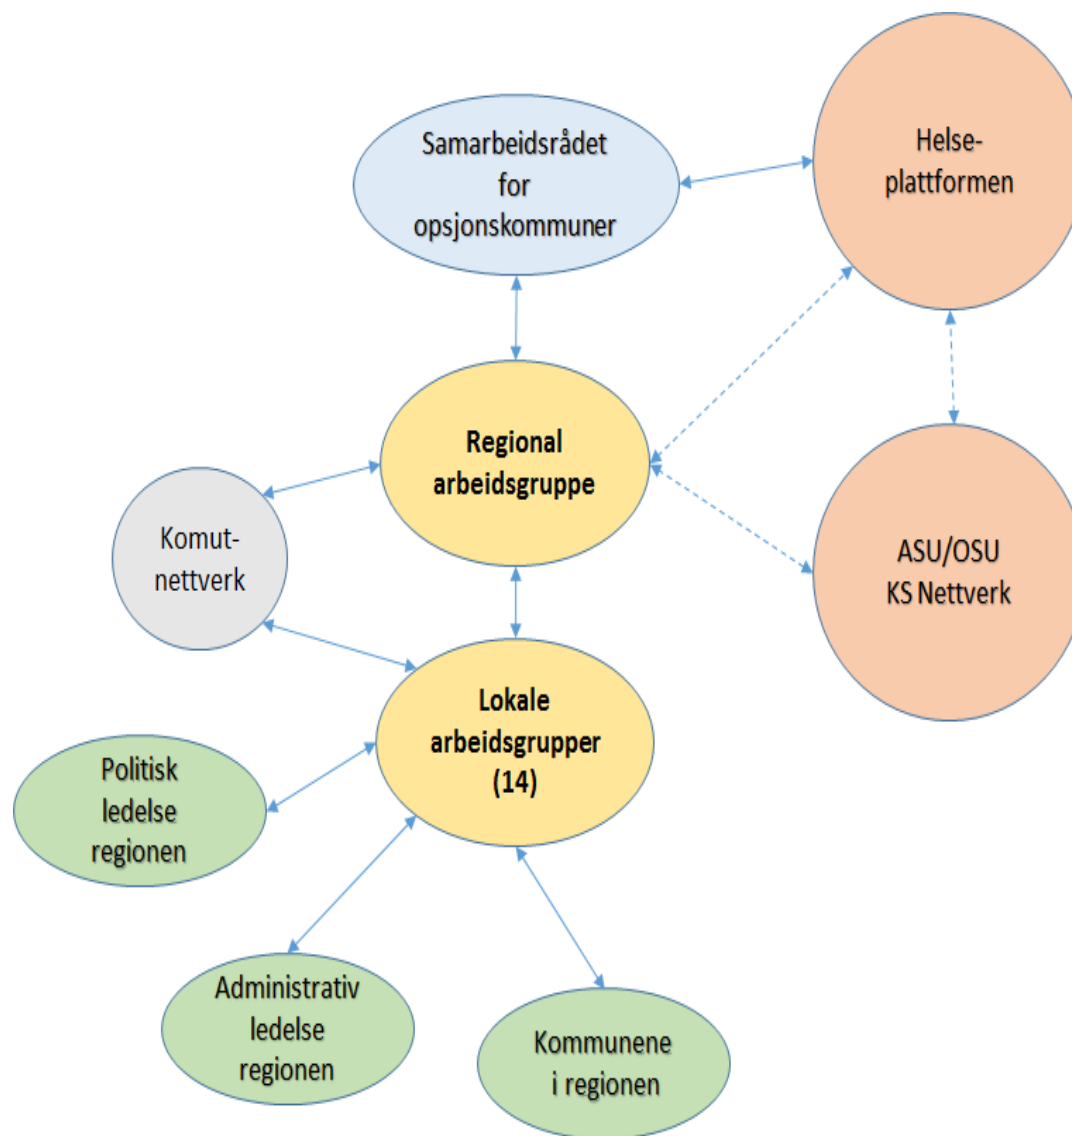 Samarbeidsrådet
for
opsjonskommuner
Helse-
plattformen
Regional
arbeidsgruppe
Komut-
nettverk
ASU/OSU
KS Nettverk
Lokale
arbeidsgrupper
(14)
Politisk
ledelse
regionen
Administrativ
ledelse
regionen
Kommunene
i regionen